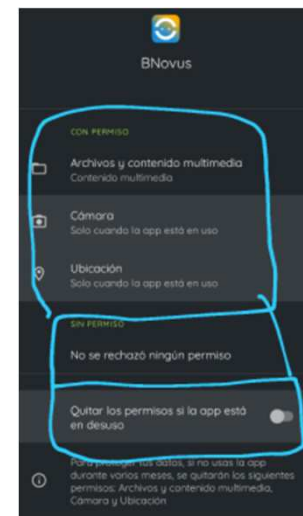 BNovus
CON PERMISO
Archivos y contenido multimedia
Contenido multimedia
Cámara
Solo cuando la app está en uso
Ubicación
Solo cuando la app está en uso
SIN PERMISO
No se rechazó ningún permiso
Quitar los permisos si la app está
en desuso
Para proteger tus datos, si no usas la app
durante varios meses, se quitarán los siguientes
permisos: Archivos y contenido multimedia,
Cámara y Ubicación